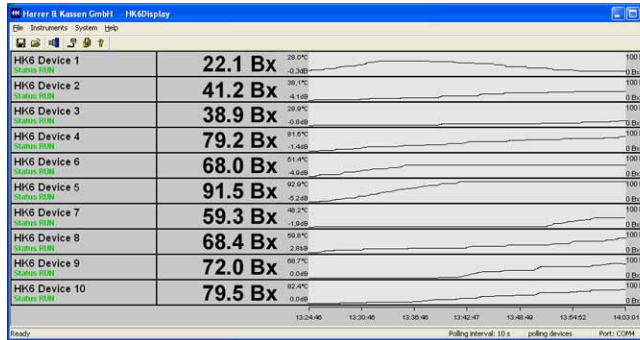 Harrer & Kassen GmbH - HK6Display
File Instruments System Help
HK6 Device 1
Status RUN
22.1 Bx
28.0°C
-0.3dB
100 B
0 Bx
HK6 Device 2
Status RUN
41.2 Bx
38.1°C
4.1dB
100 B
0 Bx
HK6 Device 3
Status RUN
38.9 Bx
28.9°C
-0.8dB
100 B
0 Bx
HK6 Device 4
Status RUN
79.2 Bx
81.5°C
-1.4dB
100 B
0 Bx
HK6 Device 6
Status RUN
68.0 Bx
51.4°C
-4.9dB
100 B
0 Bx
HK6 Device 5
Status RUN
91.5 Bx
92.9°C
-5.2dB
100 B
0 Bx
HK6 Device 7
Status RUN
59.3 Bx
48.2°C
-1.9dB
100 B
0 Bx
HK6 Device 8
Status RUN
68.4 Bx
59.8°C
2.8dB
100 B
0 Bx
HK6 Device 9
Status RUN
72.0 Bx
68.7°C
0.0dB
100 B
0 Bx
HK6 Device 10
Status RUN
79.5 Bx
82.4°C
0.0dB
100 B
0 Bx
13:24:46 13:30:46 13:36:46 13:42:47 13:48:49 13:54:52 14:03:01
Ready Polling interval: 10 s polling devices Port: COM4